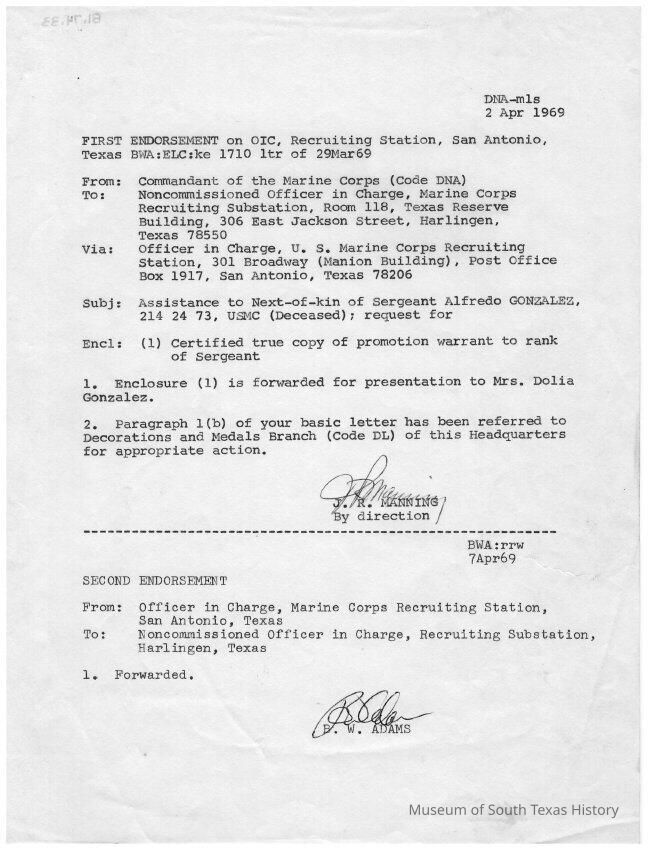 61.74.33
DNA-mls
2 Apr 1969
FIRST ENDORSEMENT on OIC, Recruiting Station, San Antonio,
Texas BWA:ELC:ke 1710 ltr of 29Mar69
From: Commandant of the Marine Corps (Code DNA)
To: Noncommissioned Officer in Charge, Marine Corps
Recruiting Substation, Room 118, Texas Reserve
Building, 306 East Jackson Street, Harlingen,
Texas 78550
Via: Officer in Charge, U. S. Marine Corps Recruiting
Station, 301 Broadway (Manion Building), Post Office
Box 1917, San Antonio, Texas 78206
Subj: Assistance to Next-of-kin of Sergeant Alfredo GONZALEZ,
214 24 73, USMC (Deceased); request for
Encl: (1) Certified true copy of promotion warrant to rank
of Sergeant
1. Enclosure (1) is forwarded for presentation to Mrs. Dolia
Gonzalez.
2. Paragraph 1(b) of your basic letter has been referred to
Decorations and Medals Branch (Code DL) of this Headquarters
for appropriate action.
J. R. MANNING
By direction
BWA:rrw
7Apr69
SECOND ENDORSEMENT
From: Officer in Charge, Marine Corps Recruiting Station,
San Antonio, Texas
To: Noncommissioned Officer in Charge, Recruiting Substation,
Harlingen, Texas
1. Forwarded.
B. W. ADAMS
Museum of South Texas History